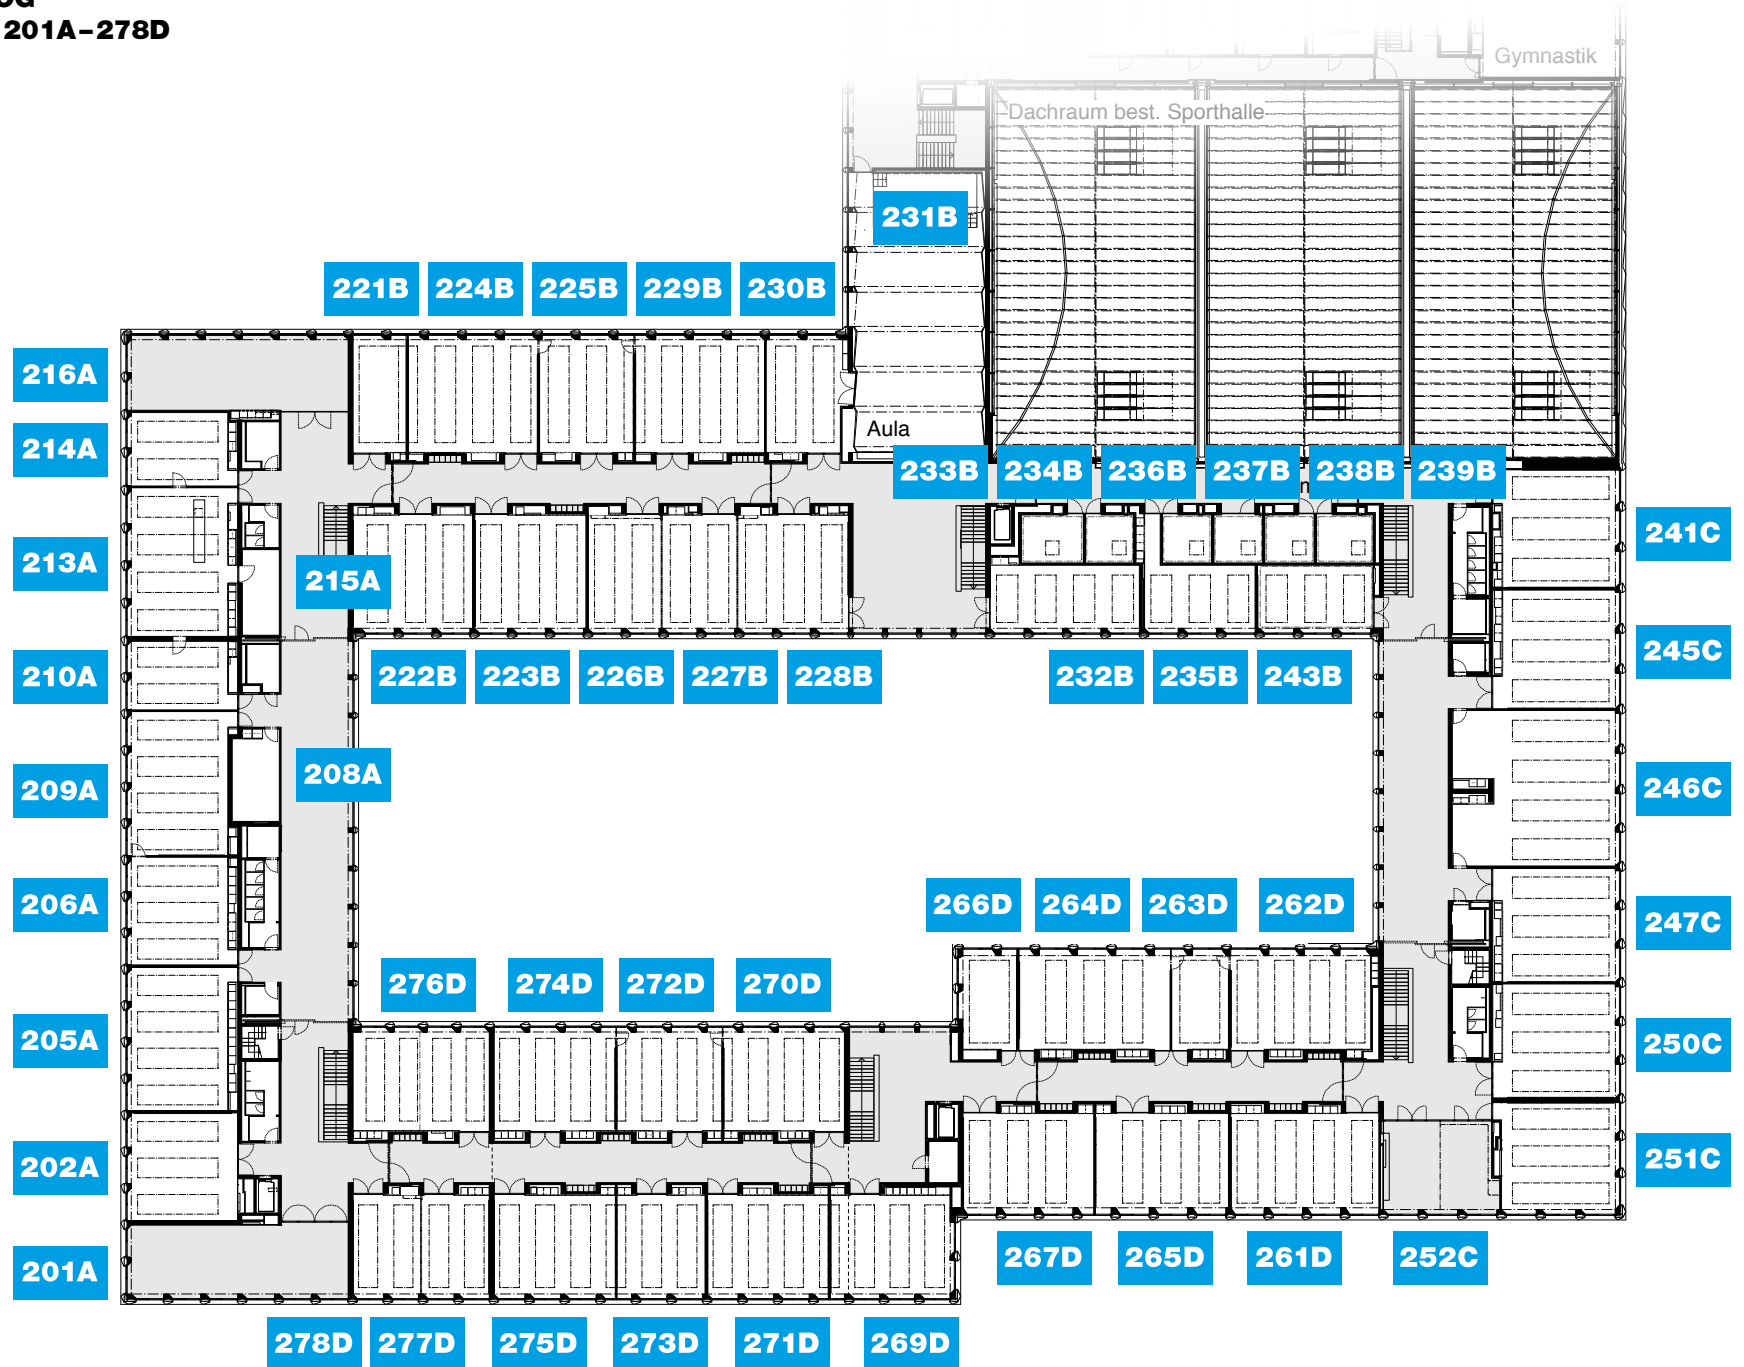 201A–278D
Gymnastik
Dachraum best. Sporthalle
231B
221B 224B 225B 229B 230B
216A
Aula
214A
233B 234B 236B 237B 238B 239B
n
241C
213A
215A
245C
210A
222B 223B 226B 227B 228B
232B 235B 243B
208A
209A
246C
206A
266D 264D 263D 262D
247C
276D 274D 272D 270D
205A
250C
202A
251C
201A
267D 265D 261D 252C
278D 277D 275D 273D 271D 269D